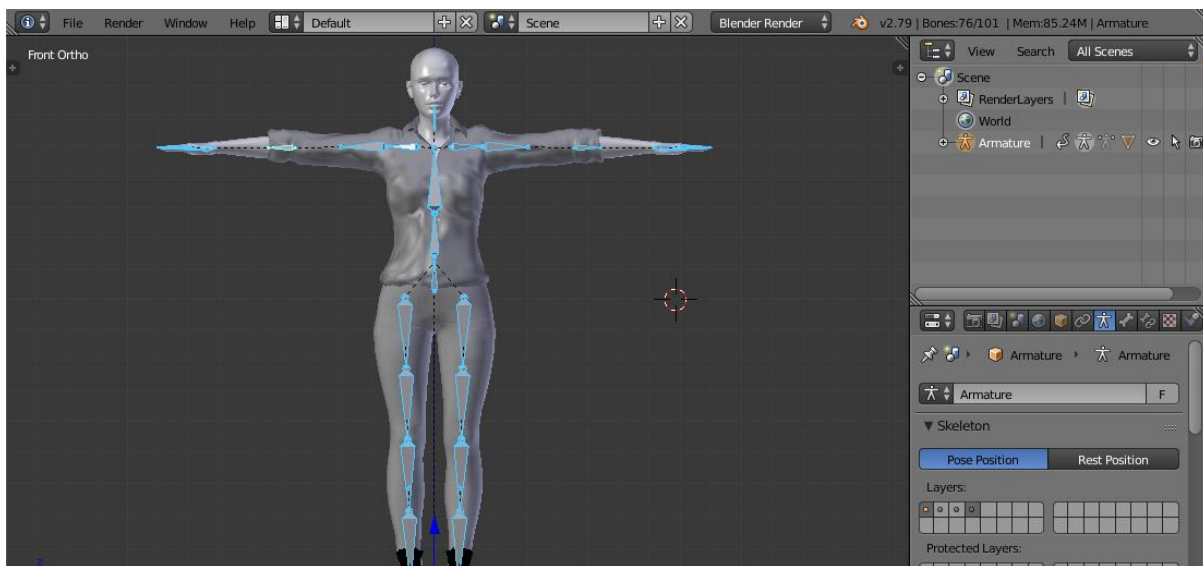 File Render Window Help Default Scene Blender Render v2.79 | Bones:76/101 | Mem:85.24M | Armature
Front Ortho
View Search All Scenes
Scene
RenderLayers |
World
Armature |
Armature Armature
Armature F
Skeleton
Pose Position Rest Position
Layers:
Protected Layers:
z